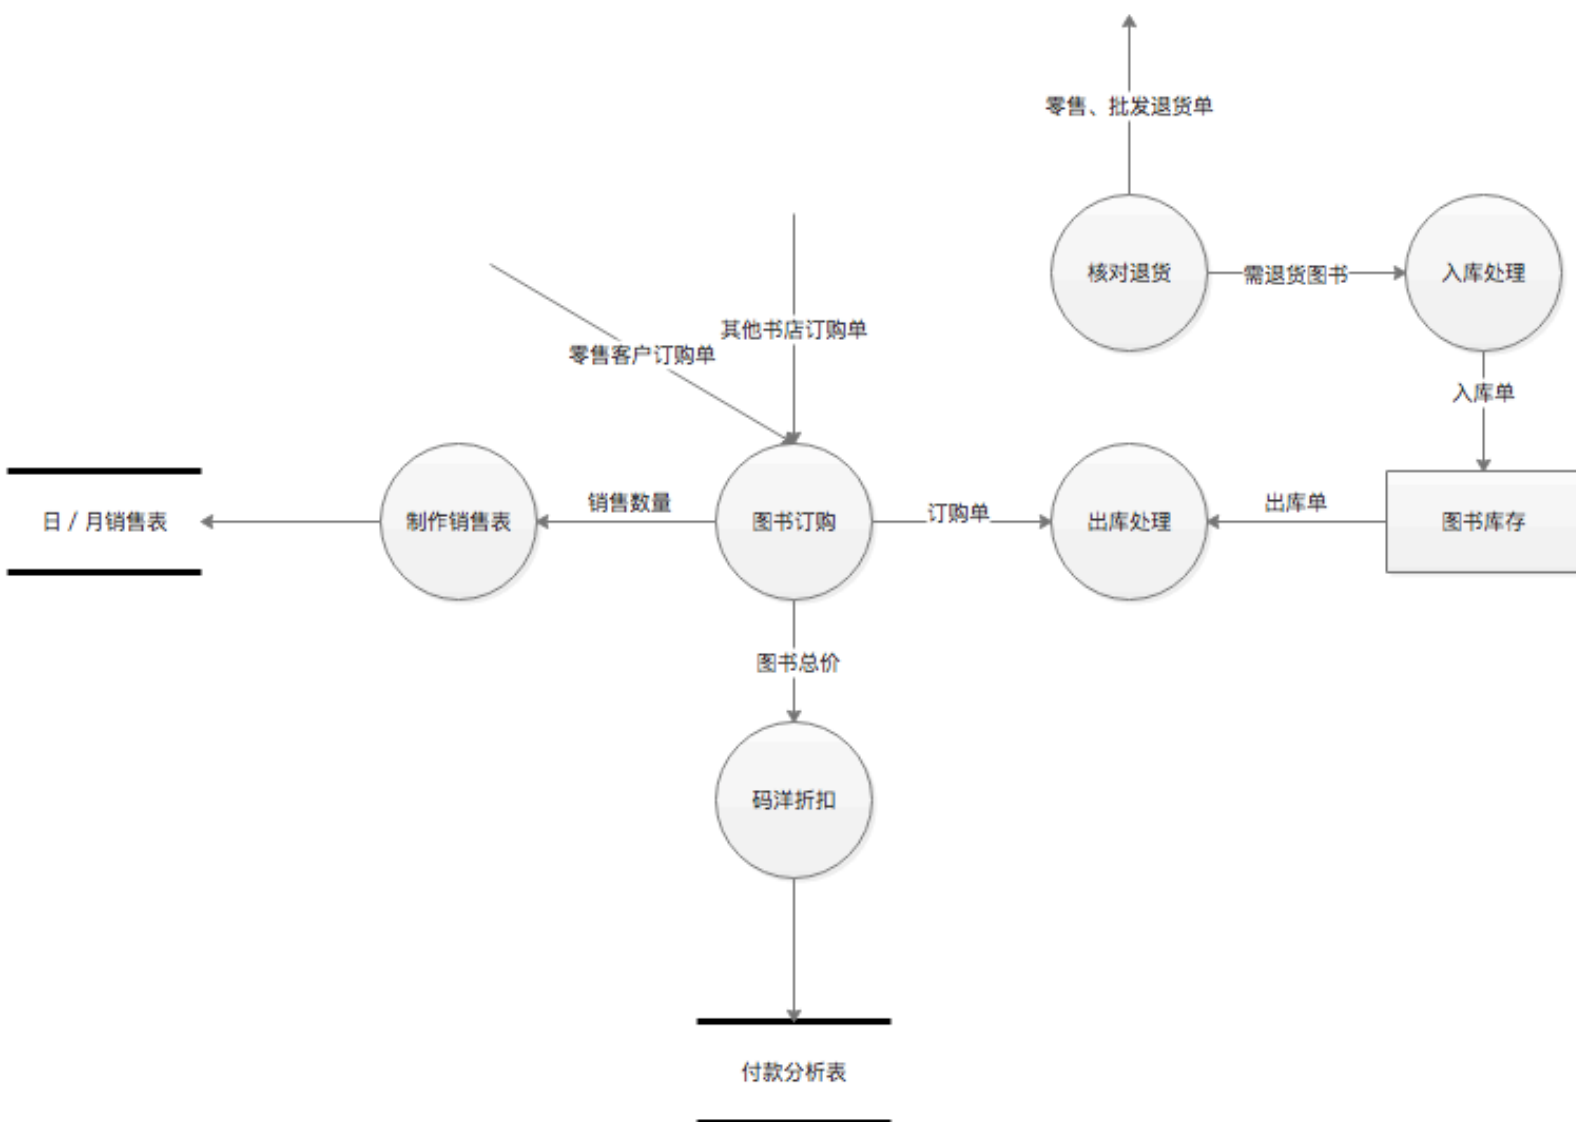 零售、批发退货单
核对退货
需退货图书
入库处理
其他书店订购单
零售客户订购单
入库单
日 / 月销售表
制作销售表
销售数量
图书订购
订购单
出库处理
出库单
图书库存
图书总价
码洋折扣
付款分析表